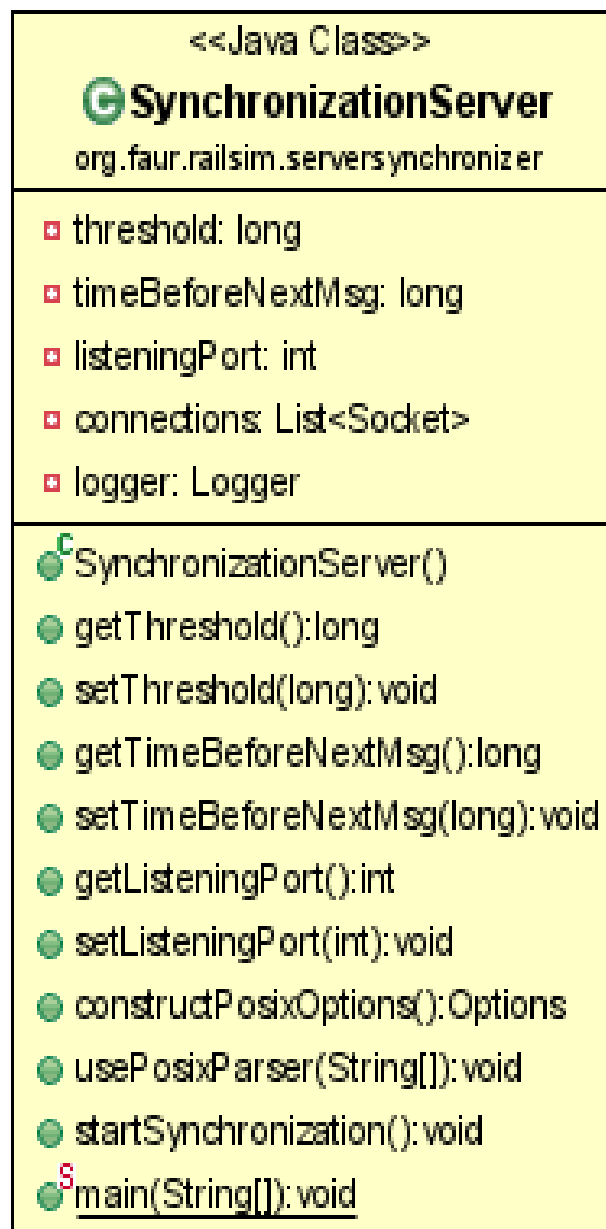 <<Java Class>>
C SynchronizationServer
org.faur.railsim.serversynchronizer
threshold: long
timeBeforeNextMsg: long
listeningPort: int
connections: List<Socket>
logger: Logger
C SynchronizationServer()
getThreshold():long
setThreshold(long):void
getTimeBeforeNextMsg():long
setTimeBeforeNextMsg(long):void
getListeningPort():int
setListeningPort(int):void
constructPosixOptions():Options
usePosixParser(String[]):void
startSynchronization():void
S main(String[]):void